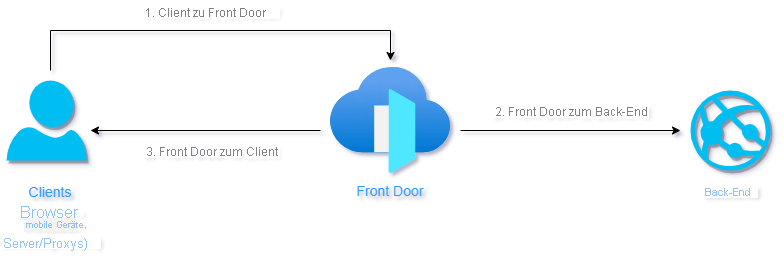 1. Client zu Front Door
2. Front Door zum Back-End
3. Front Door zum Client
Clients
Browser
mobile Geräte,
Server/Proxys)
Front Door
Back-End